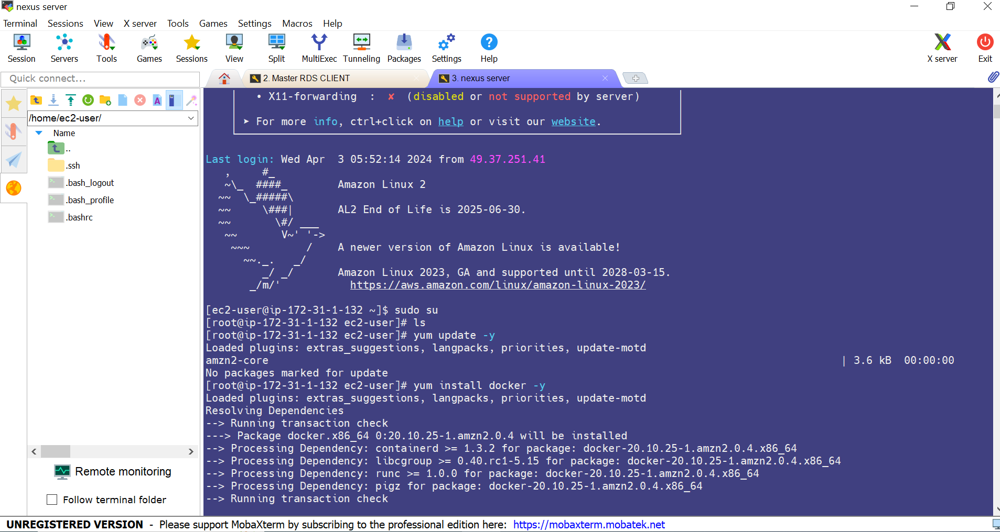 nexus server
Terminal Sessions View X server Tools Games Settings Macros Help
Session Servers Tools Games Sessions View Split MultiExec Tunneling Packages Settings Help X server Exit
Quick connect...
2. Master RDS CLIENT
3. nexus server
/home/ec2-user/
Name
..
.ssh
.bash_logout
.bash_profile
.bashrc
Remote monitoring
Follow terminal folder
• X11-forwarding  :  ✘  (disabled or not supported by server)
➤ For more info, ctrl+click on help or visit our website.
Last login: Wed Apr  3 05:52:14 2024 from 49.37.251.41
   ,     #_
   ~\_  ####_        Amazon Linux 2
  ~~  \_#####\
  ~~     \###|       AL2 End of Life is 2025-06-30.
  ~~       \#/ ___
   ~~       V~' '->
    ~~~         /    A newer version of Amazon Linux is available!
      ~~._.   _/
         _/ _/       Amazon Linux 2023, GA and supported until 2028-03-15.
       _/m/'           https://aws.amazon.com/linux/amazon-linux-2023/
[ec2-user@ip-172-31-1-132 ~]$ sudo su
[root@ip-172-31-1-132 ec2-user]# ls
[root@ip-172-31-1-132 ec2-user]# yum update -y
Loaded plugins: extras_suggestions, langpacks, priorities, update-motd
amzn2-core | 3.6 kB  00:00:00
No packages marked for update
[root@ip-172-31-1-132 ec2-user]# yum install docker -y
Loaded plugins: extras_suggestions, langpacks, priorities, update-motd
Resolving Dependencies
--> Running transaction check
---> Package docker.x86_64 0:20.10.25-1.amzn2.0.4 will be installed
--> Processing Dependency: containerd >= 1.3.2 for package: docker-20.10.25-1.amzn2.0.4.x86_64
--> Processing Dependency: libcgroup >= 0.40.rc1-5.15 for package: docker-20.10.25-1.amzn2.0.4.x86_64
--> Processing Dependency: runc >= 1.0.0 for package: docker-20.10.25-1.amzn2.0.4.x86_64
--> Processing Dependency: pigz for package: docker-20.10.25-1.amzn2.0.4.x86_64
--> Running transaction check
UNREGISTERED VERSION  -  Please support MobaXterm by subscribing to the professional edition here:  https://mobaxterm.mobatek.net